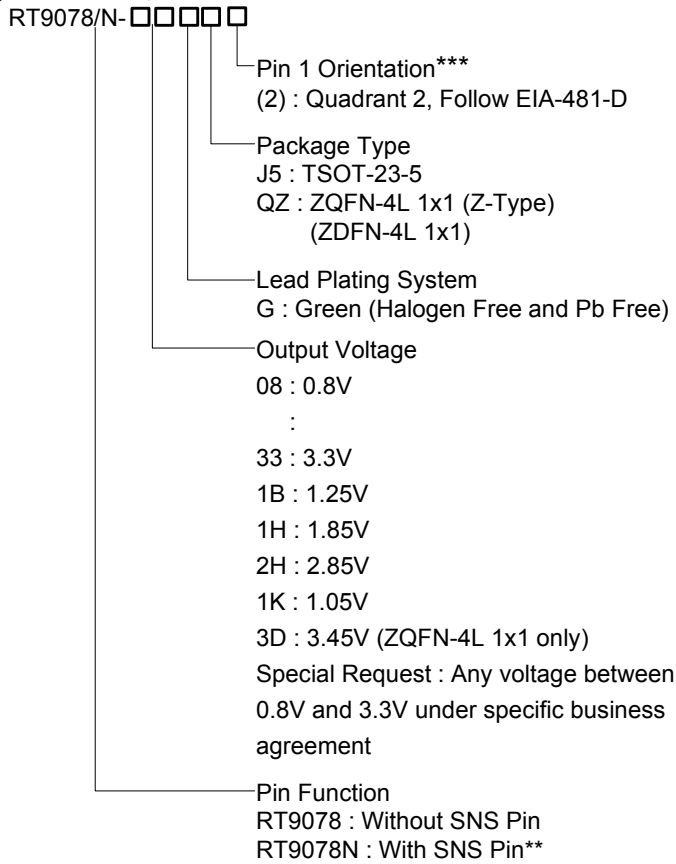 RT9078/N-□□□□□
Pin 1 Orientation***
(2) : Quadrant 2, Follow EIA-481-D
Package Type
J5 : TSOT-23-5
QZ : ZQFN-4L 1x1 (Z-Type)
(ZDFN-4L 1x1)
Lead Plating System
G : Green (Halogen Free and Pb Free)
Output Voltage
08 : 0.8V
:
33 : 3.3V
1B : 1.25V
1H : 1.85V
2H : 2.85V
1K : 1.05V
3D : 3.45V (ZQFN-4L 1x1 only)
Special Request : Any voltage between
0.8V and 3.3V under specific business
agreement
Pin Function
RT9078 : Without SNS Pin
RT9078N : With SNS Pin**